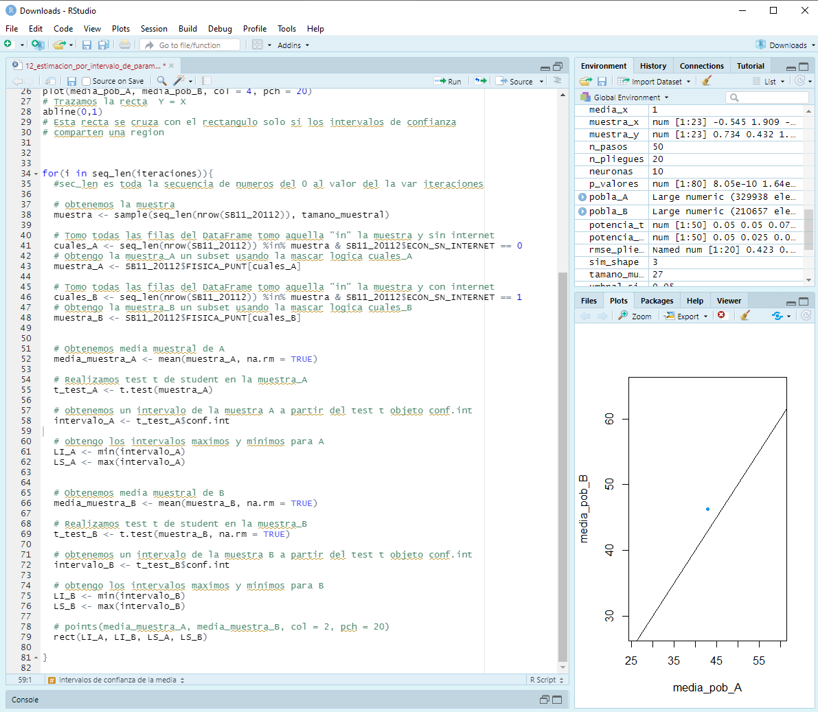 Downloads - RStudio
File Edit Code View Plots Session Build Debug Profile Tools Help
Go to file/function Addins Downloads
12_estimacion_por_intervalo_de_param... *
Source on Save Run Source
26 plot(media_pob_A, media_pob_B, col = 4, pch = 20)
27 # Trazamos la recta Y = X
28 abline(0,1)
29 # Esta recta se cruza con el rectangulo solo si los intervalos de confianza
30 # comparten una region
31
32
33
34 for(i in seq_len(iteraciones)){
35 #sec_len es toda la secuencia de numeros del 0 al valor del la var iteraciones
36
37 # obtenemos la muestra
38 muestra <- sample(seq_len(nrow(SB11_20112)), tamano_muestral)
39
40 # Tomo todas las filas del DataFrame tomo aquella "in" la muestra y sin internet
41 cuales_A <- seq_len(nrow(SB11_20112)) %in% muestra & SB11_20112$ECON_SN_INTERNET == 0
42 # Obtengo la muestra_A un subset usando la mascar logica cuales_A
43 muestra_A <- SB11_20112$FISICA_PUNT[cuales_A]
44
45 # Tomo todas las filas del DataFrame tomo aquella "in" la muestra y con internet
46 cuales_B <- seq_len(nrow(SB11_20112)) %in% muestra & SB11_20112$ECON_SN_INTERNET == 1
47 # Obtengo la muestra_B un subset usando la mascar logica cuales_B
48 muestra_B <- SB11_20112$FISICA_PUNT[cuales_B]
49
50
51 # Obtenemos media muestral de A
52 media_muestra_A <- mean(muestra_A, na.rm = TRUE)
53
54 # Realizamos test t de student en la muestra_A
55 t_test_A <- t.test(muestra_A)
56
57 # obtenemos un intervalo de la muestra A a partir del test t objeto conf.int
58 intervalo_A <- t_test_A$conf.int
59
60 # obtengo los intervalos maximos y minimos para A
61 LI_A <- min(intervalo_A)
62 LS_A <- max(intervalo_A)
63
64
65 # Obtenemos media muestral de B
66 media_muestra_B <- mean(muestra_B, na.rm = TRUE)
67
68 # Realizamos test t de student en la muestra_B
69 t_test_B <- t.test(muestra_B, na.rm = TRUE)
70
71 # obtenemos un intervalo de la muestra B a partir del test t objeto conf.int
72 intervalo_B <- t_test_B$conf.int
73
74 # obtengo los intervalos maximos y minimos para B
75 LI_B <- min(intervalo_B)
76 LS_B <- max(intervalo_B)
77
78 # points(media_muestra_A, media_muestra_B, col = 2, pch = 20)
79 rect(LI_A, LI_B, LS_A, LS_B)
80
81 }
82
59:1 # Intervalos de confianza de la media R Script
Console
Environment History Connections Tutorial
Import Dataset List
Global Environment
media_x 1
muestra_x num [1:23] -0.545 1.909 -...
muestra_y num [1:23] 0.734 0.432 1...
n_pasos 50
n_pliegues 20
neuronas 10
p_valores num [1:80] 8.05e-10 1.64e...
pobla_A Large numeric (329938 ele...
pobla_B Large numeric (210657 ele...
potencia_t num [1:50] 0.05 0.05 0.07...
potencia_... num [1:50] 0.05 0.025 0.0...
rmse_plie... Named num [1:20] 0.423 0...
sim_shape 3
tamano_mu... 27
Files Plots Packages Help Viewer
Zoom Export
60
50
40
30
media_pob_B
25 35 45 55
media_pob_A